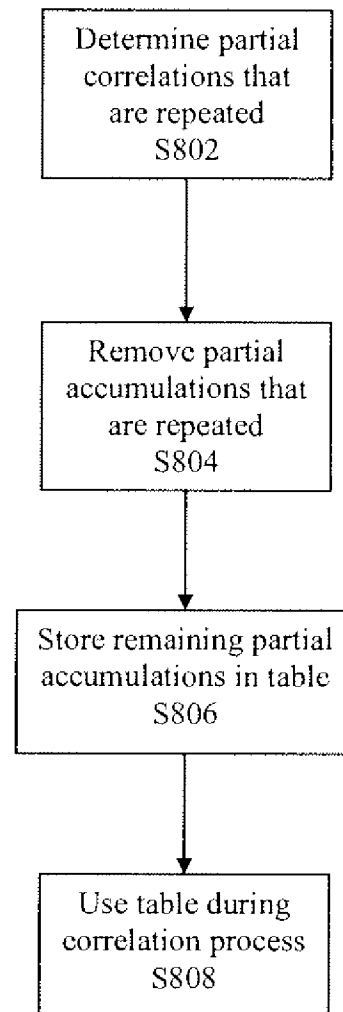 Determine partial
correlations that
are repeated
S802
Remove partial
accumulations that
are repeated
S804
Store remaining partial
accumulations in table
S806
Use table during
correlation process
S808